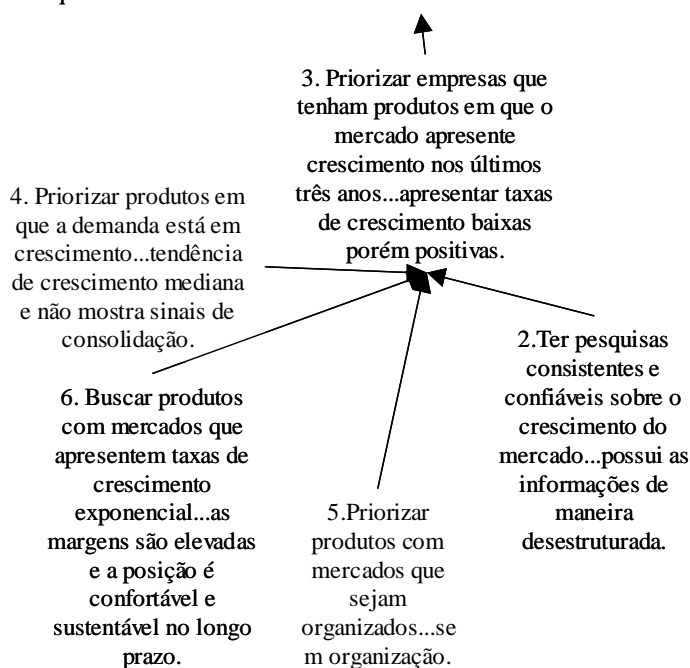 3. Priorizar empresas que
tenham produtos em que o
mercado apresente
crescimento nos últimos
três anos...apresentar taxas
de crescimento baixas
porém positivas.
4. Priorizar produtos em
que a demanda está em
crescimento...tendência
de crescimento mediana
e não mostra sinais de
consolidação.
2.Ter pesquisas
consistentes e
confiáveis sobre o
crescimento do
mercado...possui as
informações de
maneira
desestruturada.
6. Buscar produtos
com mercados que
apresentem taxas de
crescimento
exponencial...as
margens são elevadas
e a posição é
confortável e
sustentável no longo
prazo.
5.Priorizar
produtos com
mercados que
sejam
organizados...se
m organização.